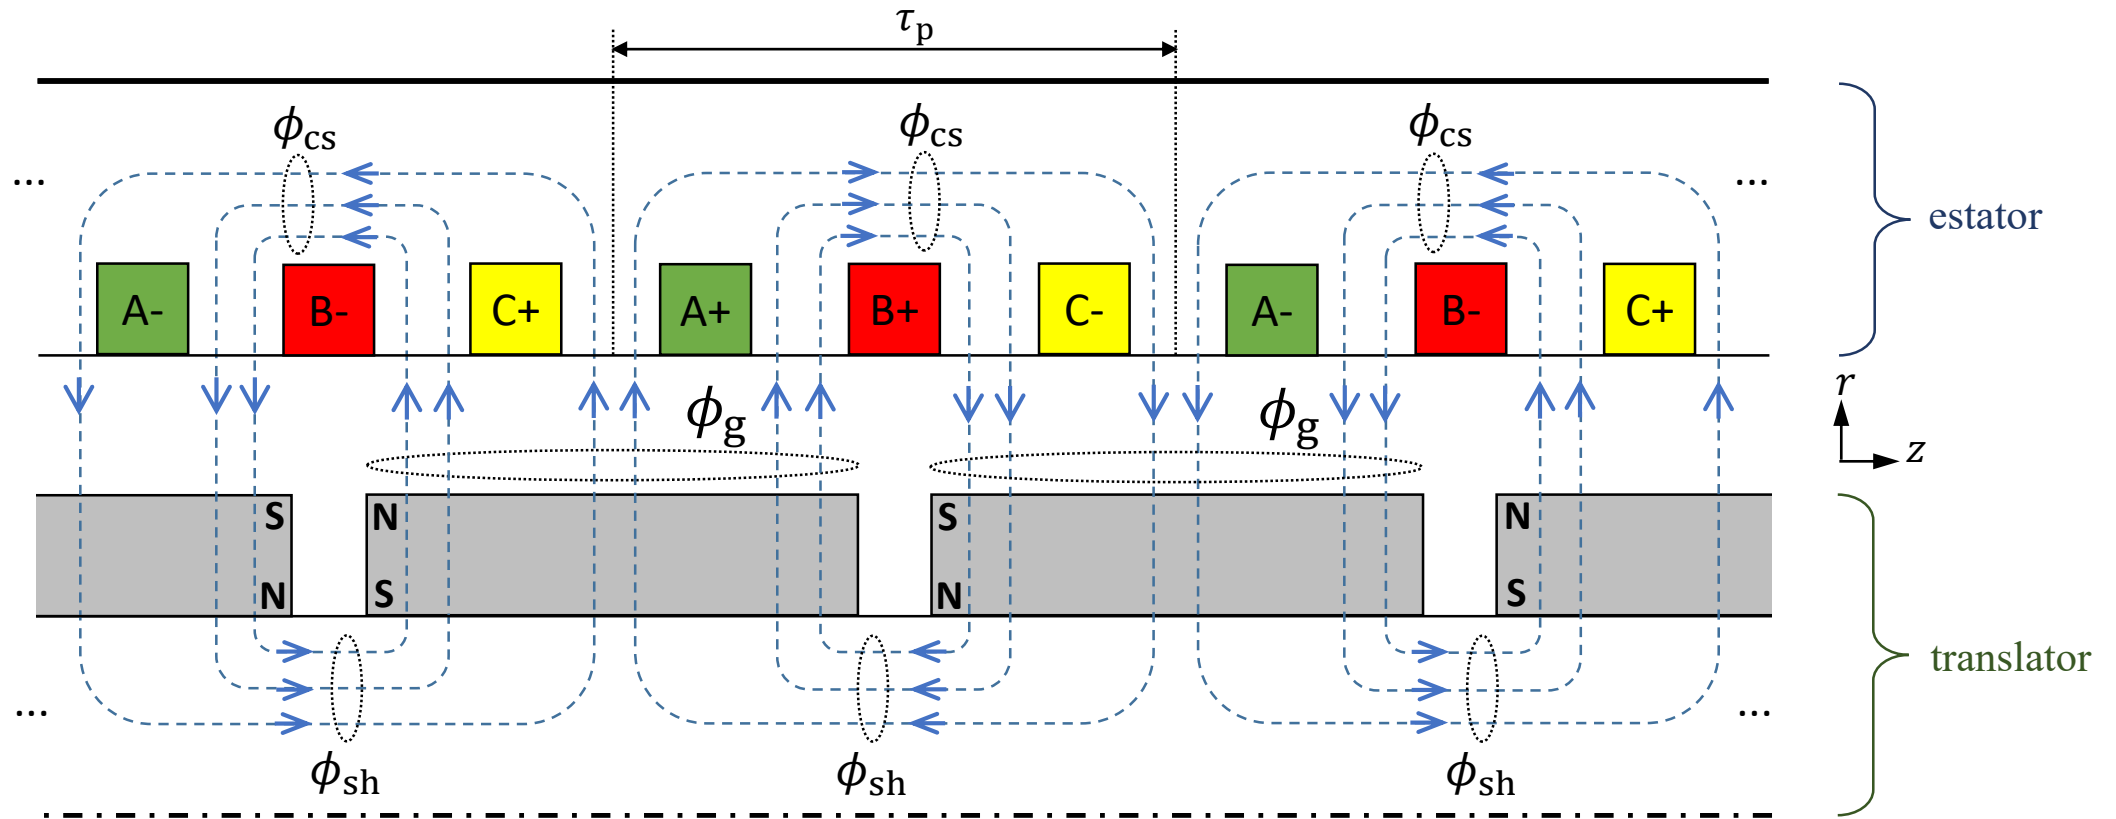 τp
ϕcs ϕcs ϕcs
... ...
estator
A- B- C+ A+ B+ C- A- B- C+
r
ϕg ϕg
z
S N S N
N S N S
translator
... ...
ϕsh ϕsh ϕsh